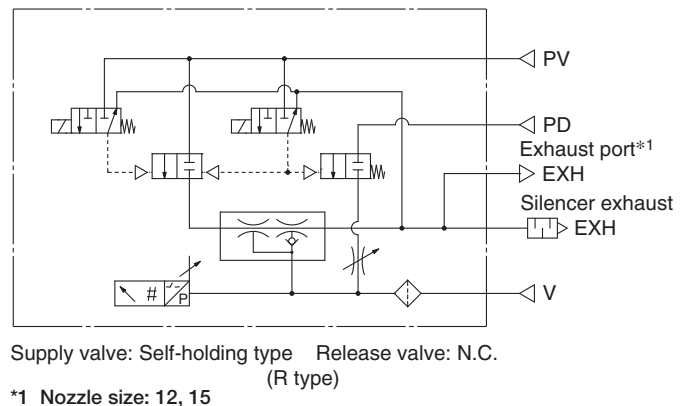 PV
PD
Exhaust port*1
EXH
Silencer exhaust
EXH
# P
V
Supply valve: Self-holding type Release valve: N.C.
(R type)
*1 Nozzle size: 12, 15